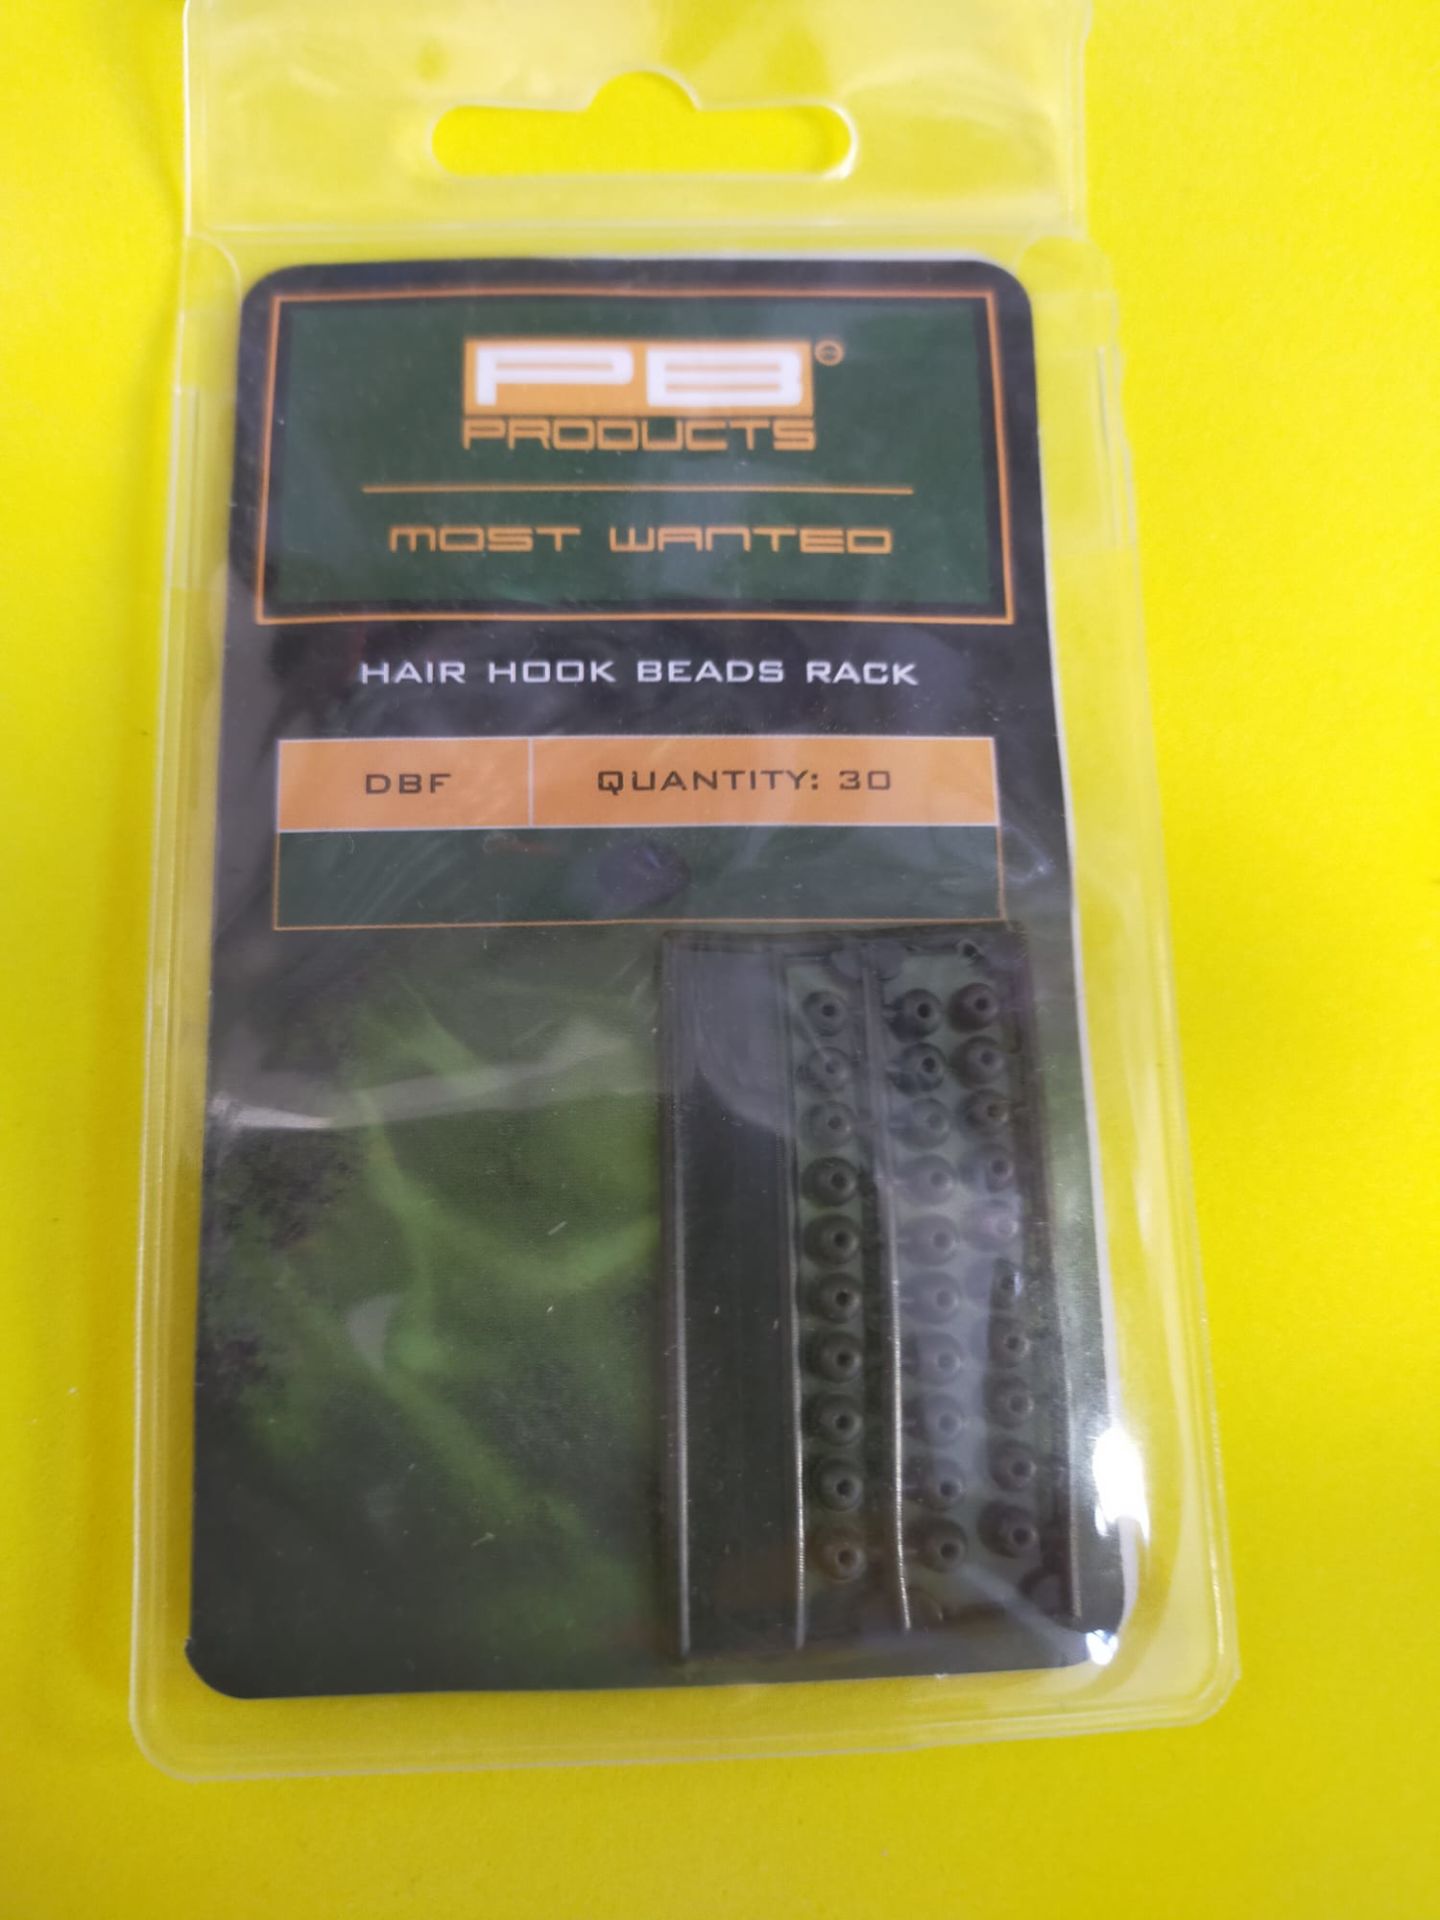 PB®
PRODUCTS
MOST WANTED
HAIR HOOK BEADS RACK
DBF
QUANTITY: 30